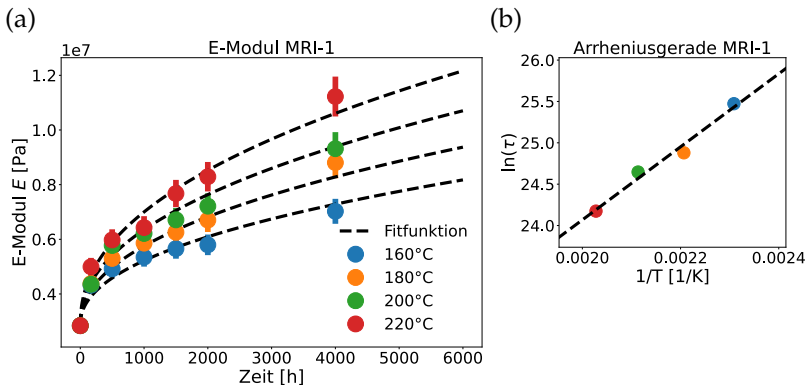 (a)
1e7
E-Modul MRI-1
E-Modul E [Pa]
1.2
1.0
0.8
0.6
0.4
0 1000 2000 3000 4000 5000 6000
Zeit [h]
Fitfunktion
160°C
180°C
200°C
220°C
(b)
Arrheniusgerade MRI-1
ln(τ)
26.0
25.5
25.0
24.5
24.0
0.0020 0.0022 0.0024
1/T [1/K]